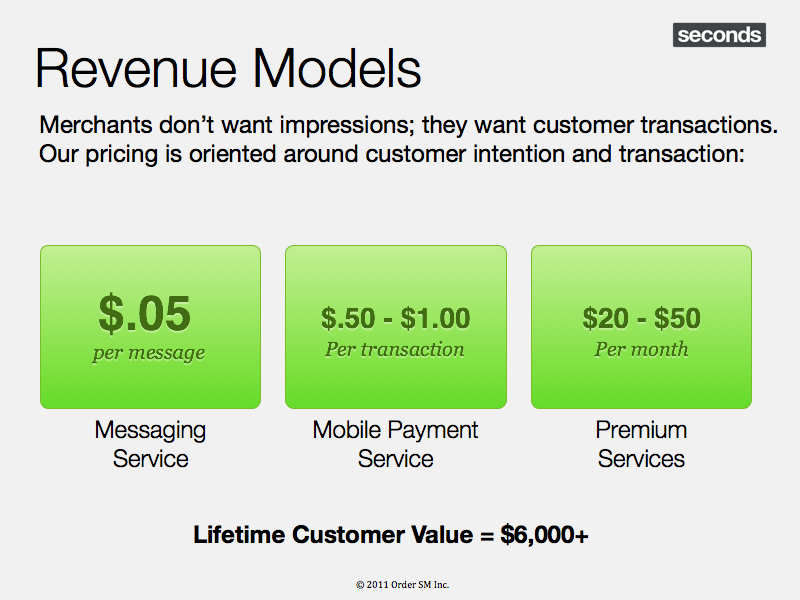 seconds
Revenue Models
Merchants don’t want impressions; they want customer transactions.
Our pricing is oriented around customer intention and transaction:
$.05
per message
$.50 - $1.00
Per transaction
$20 - $50
Per month
Messaging
Service
Mobile Payment
Service
Premium
Services
Lifetime Customer Value = $6,000+
© 2011 Order SM Inc.